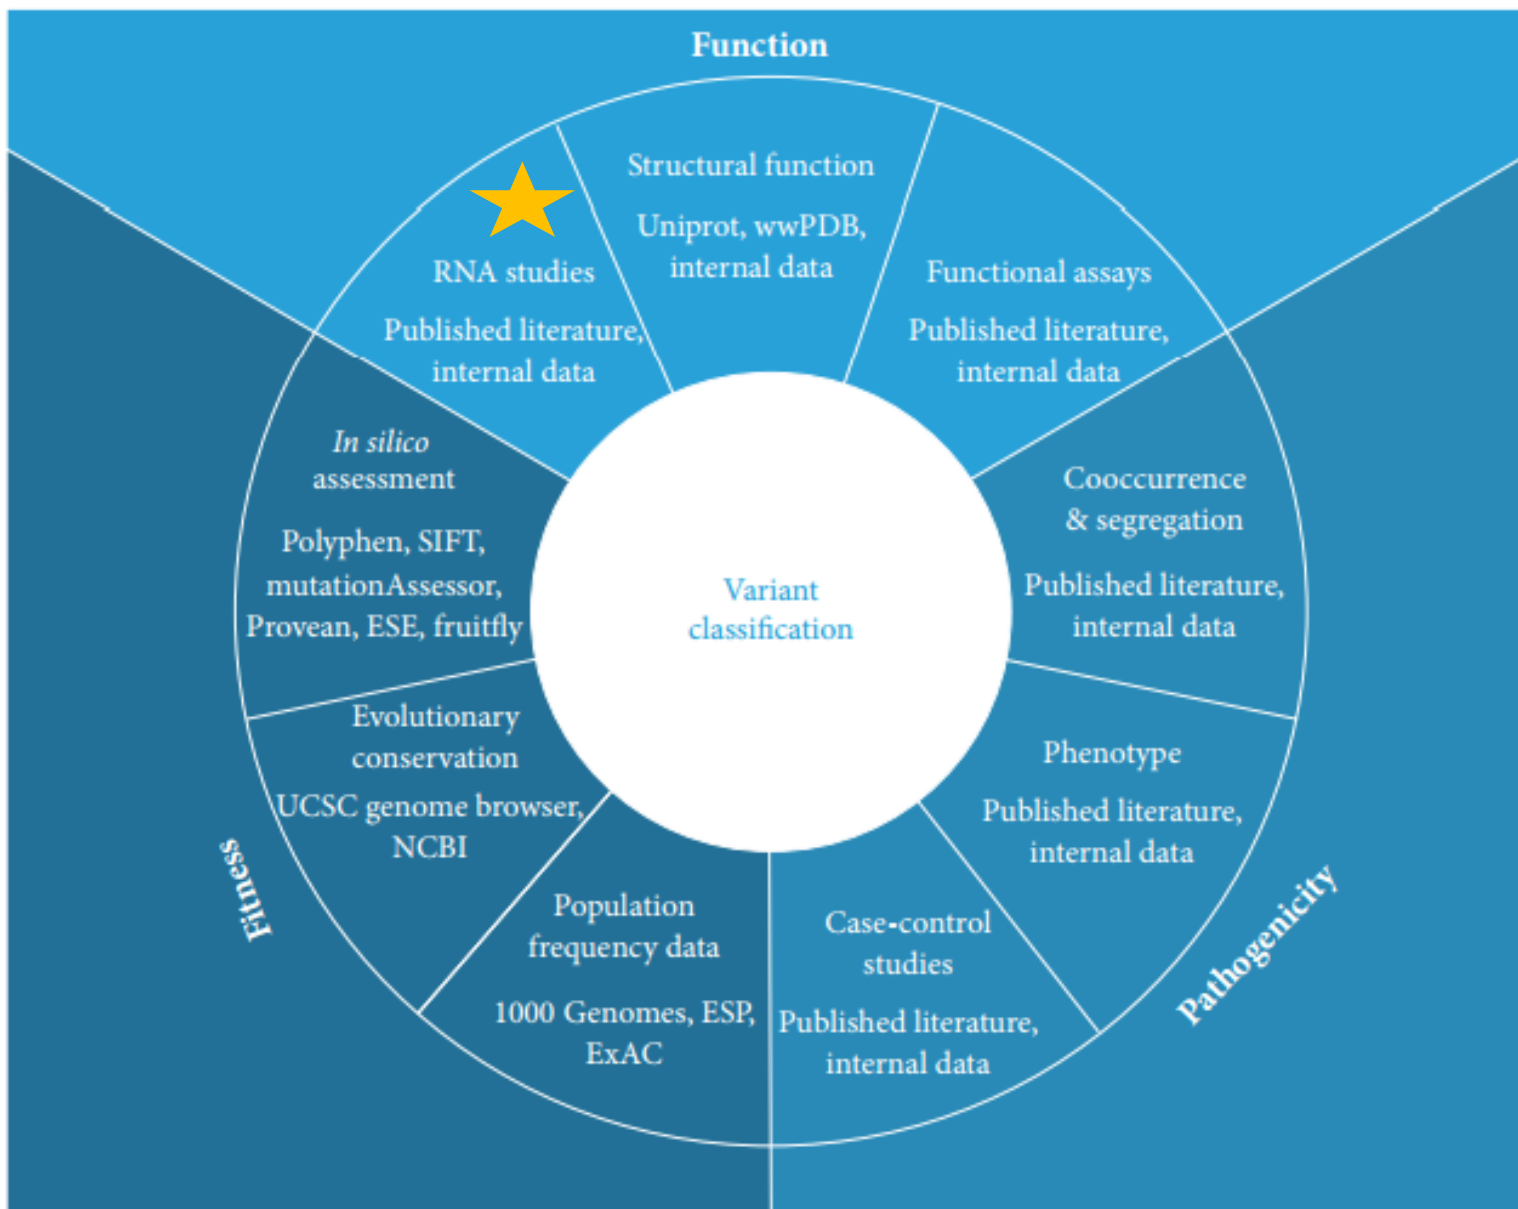 Function
Structural function
Uniprot, wwPDB,
internal data
RNA studies
Published literature,
internal data
Functional assays
Published literature,
internal data
In silico
assessment
Polyphen, SIFT,
mutationAssessor,
Provean, ESE, fruitfly
Variant
classification
Cooccurrence
& segregation
Published literature,
internal data
Evolutionary
conservation
UCSC genome browser,
NCBI
Phenotype
Published literature,
internal data
Fitness
Population
frequency data
1000 Genomes, ESP,
ExAC
Case-control
studies
Published literature,
internal data
Pathogenicity